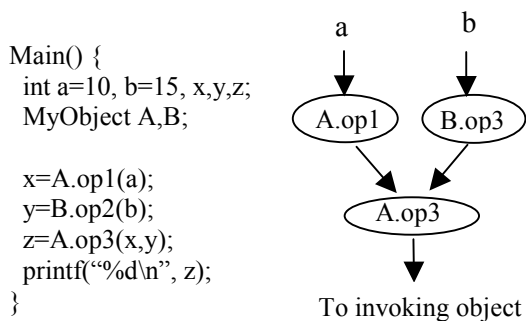 Main() {
int a=10, b=15, x,y,z;
MyObject A,B;
x=A.op1(a);
y=B.op2(b);
z=A.op3(x,y);
printf(“%d\n”, z);
}
a b
A.op1 B.op3
A.op3
To invoking object